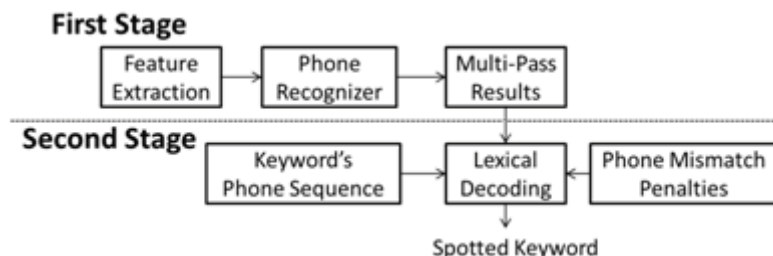 First Stage
Feature
Extraction
Phone
Recognizer
Multi-Pass
Results
Second Stage
Keyword's
Phone Sequence
Lexical
Decoding
Phone Mismatch
Penalties
Spotted Keyword